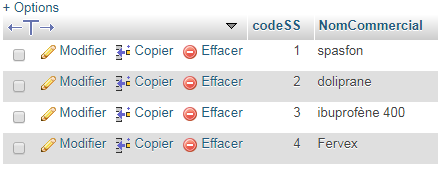 + Options
←T→ codeSS NomCommercial
Modifier Copier Effacer 1 spasfon
Modifier Copier Effacer 2 doliprane
Modifier Copier Effacer 3 ibuprofène 400
Modifier Copier Effacer 4 Fervex